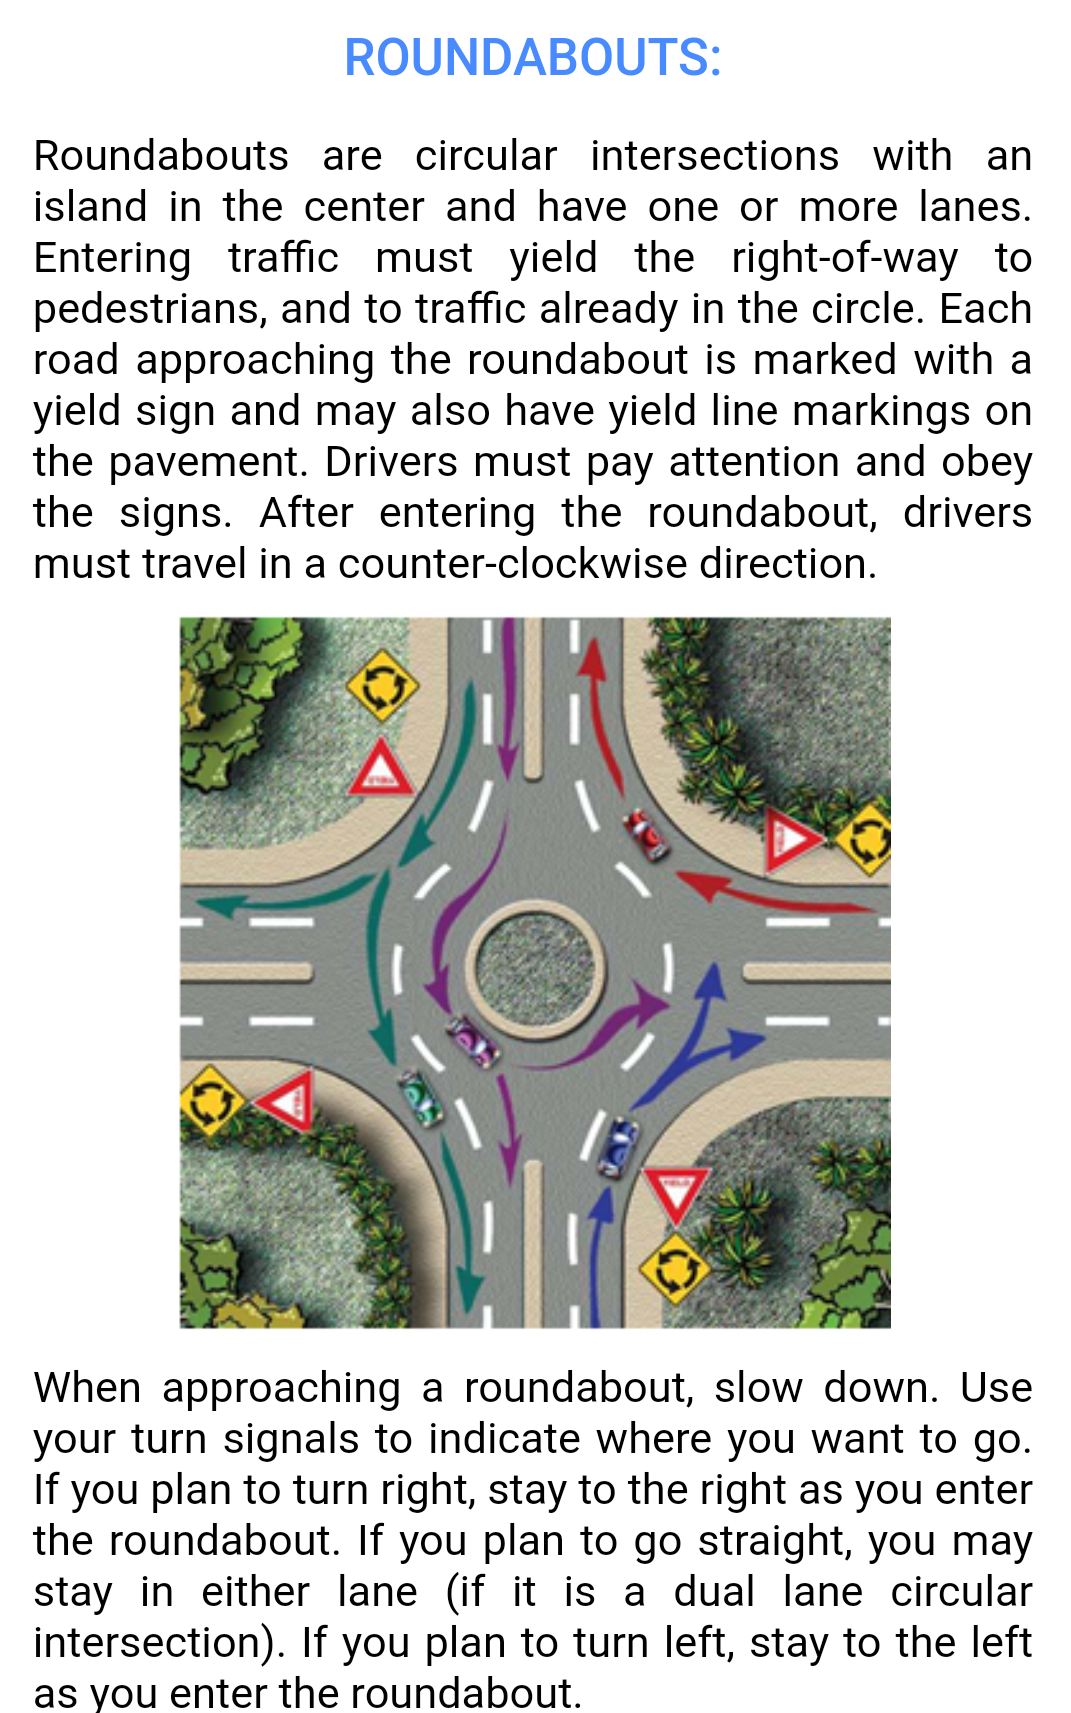 ROUNDABOUTS:
Roundabouts are circular intersections with an
island in the center and have one or more lanes.
Entering traffic must yield the right-of-way to
pedestrians, and to traffic already in the circle. Each
road approaching the roundabout is marked with a
yield sign and may also have yield line markings on
the pavement. Drivers must pay attention and obey
the signs. After entering the roundabout, drivers
must travel in a counter-clockwise direction.
YIELD
YIELD
YIELD
YIELD
When approaching a roundabout, slow down. Use
your turn signals to indicate where you want to go.
If you plan to turn right, stay to the right as you enter
the roundabout. If you plan to go straight, you may
stay in either lane (if it is a dual lane circular
intersection). If you plan to turn left, stay to the left
as you enter the roundabout.